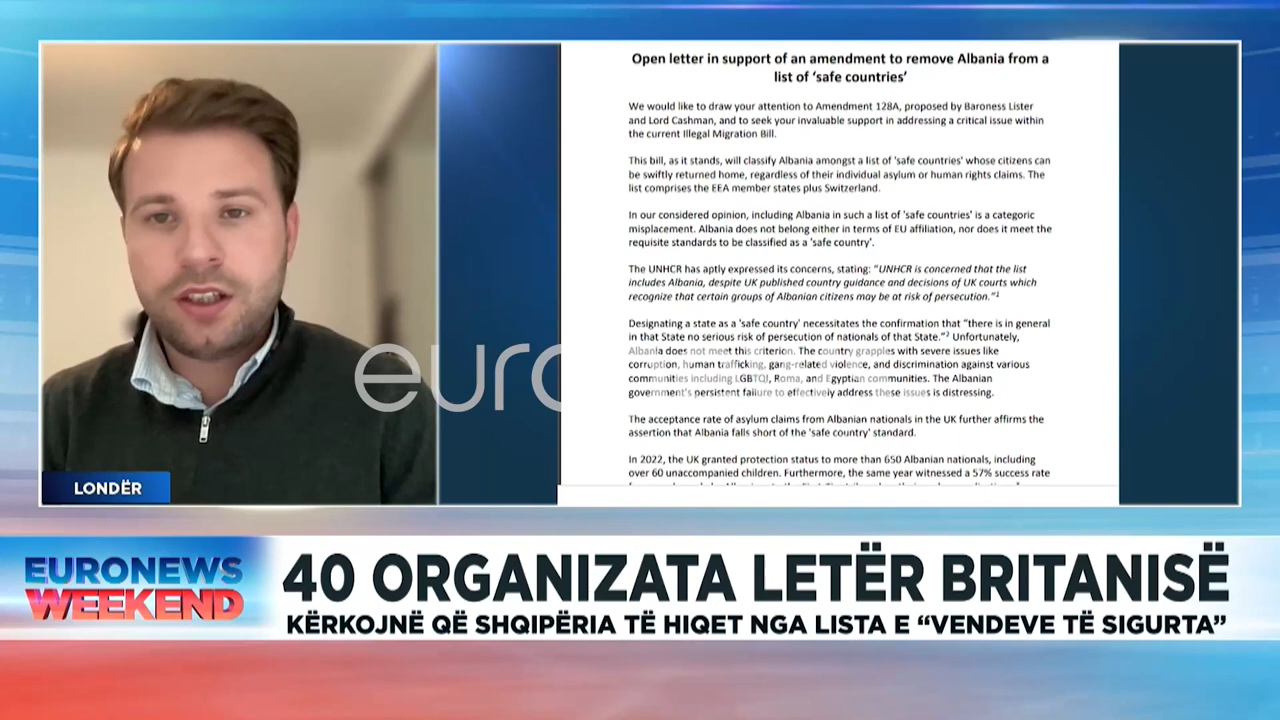 Open letter in support of an amendment to remove Albania from a
list of ‘safe countries’
We would like to draw your attention to Amendment 128A, proposed by Baroness Lister
and Lord Cashman, and to seek your invaluable support in addressing a critical issue within
the current Illegal Migration Bill.
This bill, as it stands, will classify Albania amongst a list of 'safe countries' whose citizens can
be swiftly returned home, regardless of their individual asylum or human rights claims. The
list comprises the EEA member states plus Switzerland.
In our considered opinion, including Albania in such a list of 'safe countries' is a categoric
misplacement. Albania does not belong either in terms of EU affiliation, nor does it meet the
requisite standards to be classified as a 'safe country'.
The UNHCR has aptly expressed its concerns, stating: “UNHCR is concerned that the list
includes Albania, despite UK published country guidance and decisions of UK courts which
recognize that certain groups of Albanian citizens may be at risk of persecution.”1
Designating a state as a 'safe country' necessitates the confirmation that “there is in general
in that State no serious risk of persecution of nationals of that State.”2 Unfortunately,
Albania does not meet this criterion. The country grapples with severe issues like
corruption, human trafficking, gang-related violence, and discrimination against various
communities including LGBTQI, Roma, and Egyptian communities. The Albanian
government's persistent failure to effectively address these issues is distressing.
The acceptance rate of asylum claims from Albanian nationals in the UK further affirms the
assertion that Albania falls short of the 'safe country' standard.
In 2022, the UK granted protection status to more than 650 Albanian nationals, including
over 60 unaccompanied children. Furthermore, the same year witnessed a 57% success rate
euro
LONDËR
EURONEWS
WEEKEND
40 ORGANIZATA LETËR BRITANISË
KËRKOJNË QË SHQIPËRIA TË HIQET NGA LISTA E “VENDEVE TË SIGURTA”